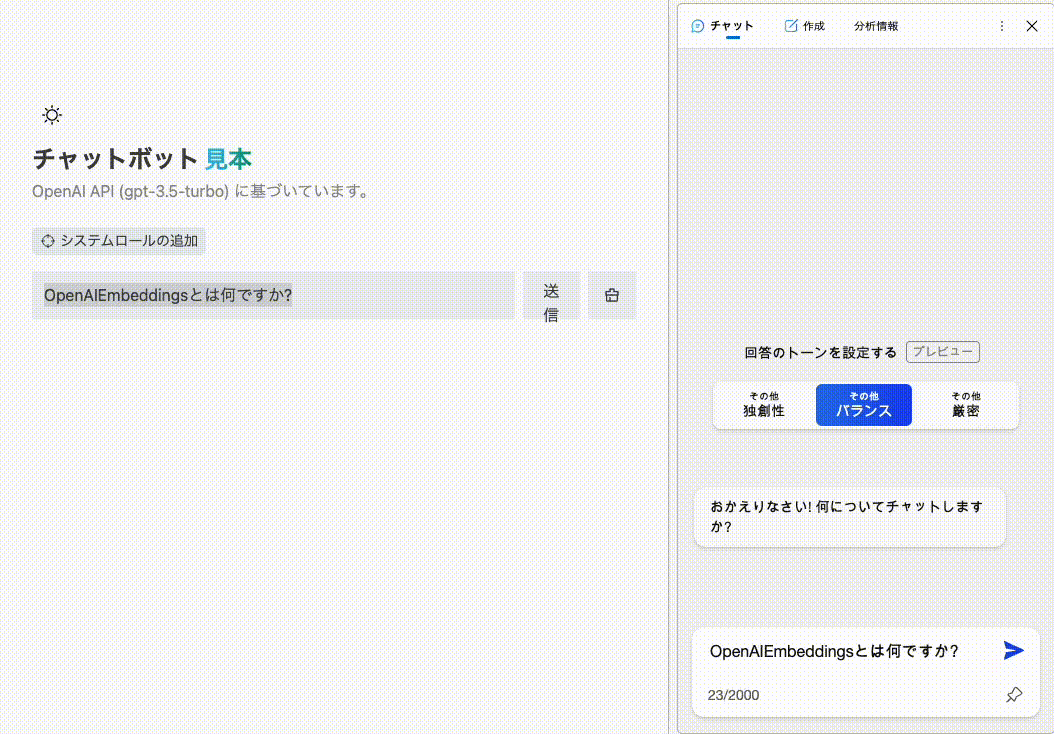 チャットボット 見本
OpenAI API (gpt-3.5-turbo) に基づいています。
システムロールの追加
OpenAIEmbeddingsとは何ですか?
送
信
チャット
作成
分析情報
回答のトーンを設定する
プレビュー
その他
独創性
その他
バランス
その他
厳密
おかえりなさい! 何についてチャットします
か?
OpenAIEmbeddingsとは何ですか?
23/2000